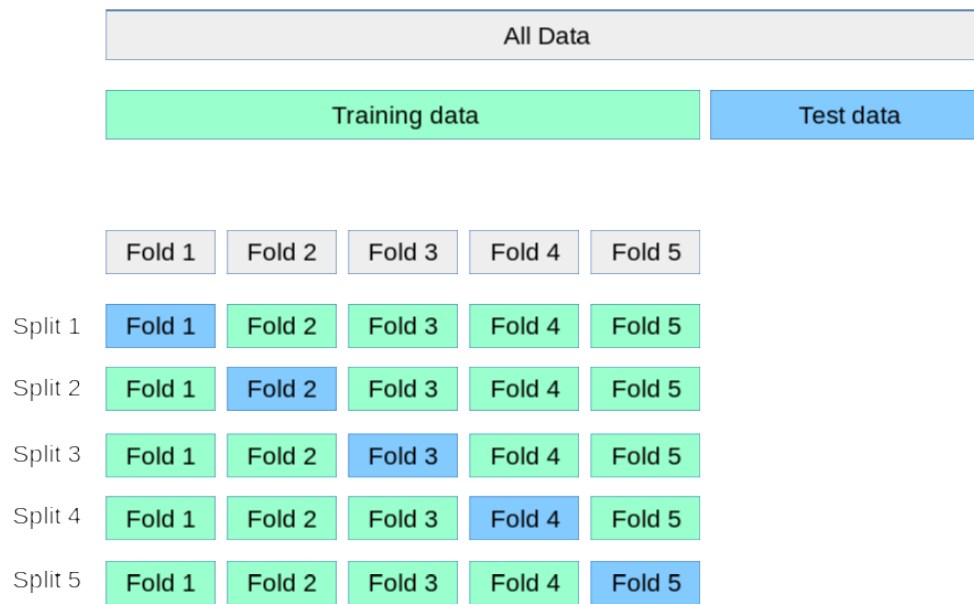 All Data
Training data Test data
Fold 1 Fold 2 Fold 3 Fold 4 Fold 5
Split 1 Fold 1 Fold 2 Fold 3 Fold 4 Fold 5
Split 2 Fold 1 Fold 2 Fold 3 Fold 4 Fold 5
Split 3 Fold 1 Fold 2 Fold 3 Fold 4 Fold 5
Split 4 Fold 1 Fold 2 Fold 3 Fold 4 Fold 5
Split 5 Fold 1 Fold 2 Fold 3 Fold 4 Fold 5